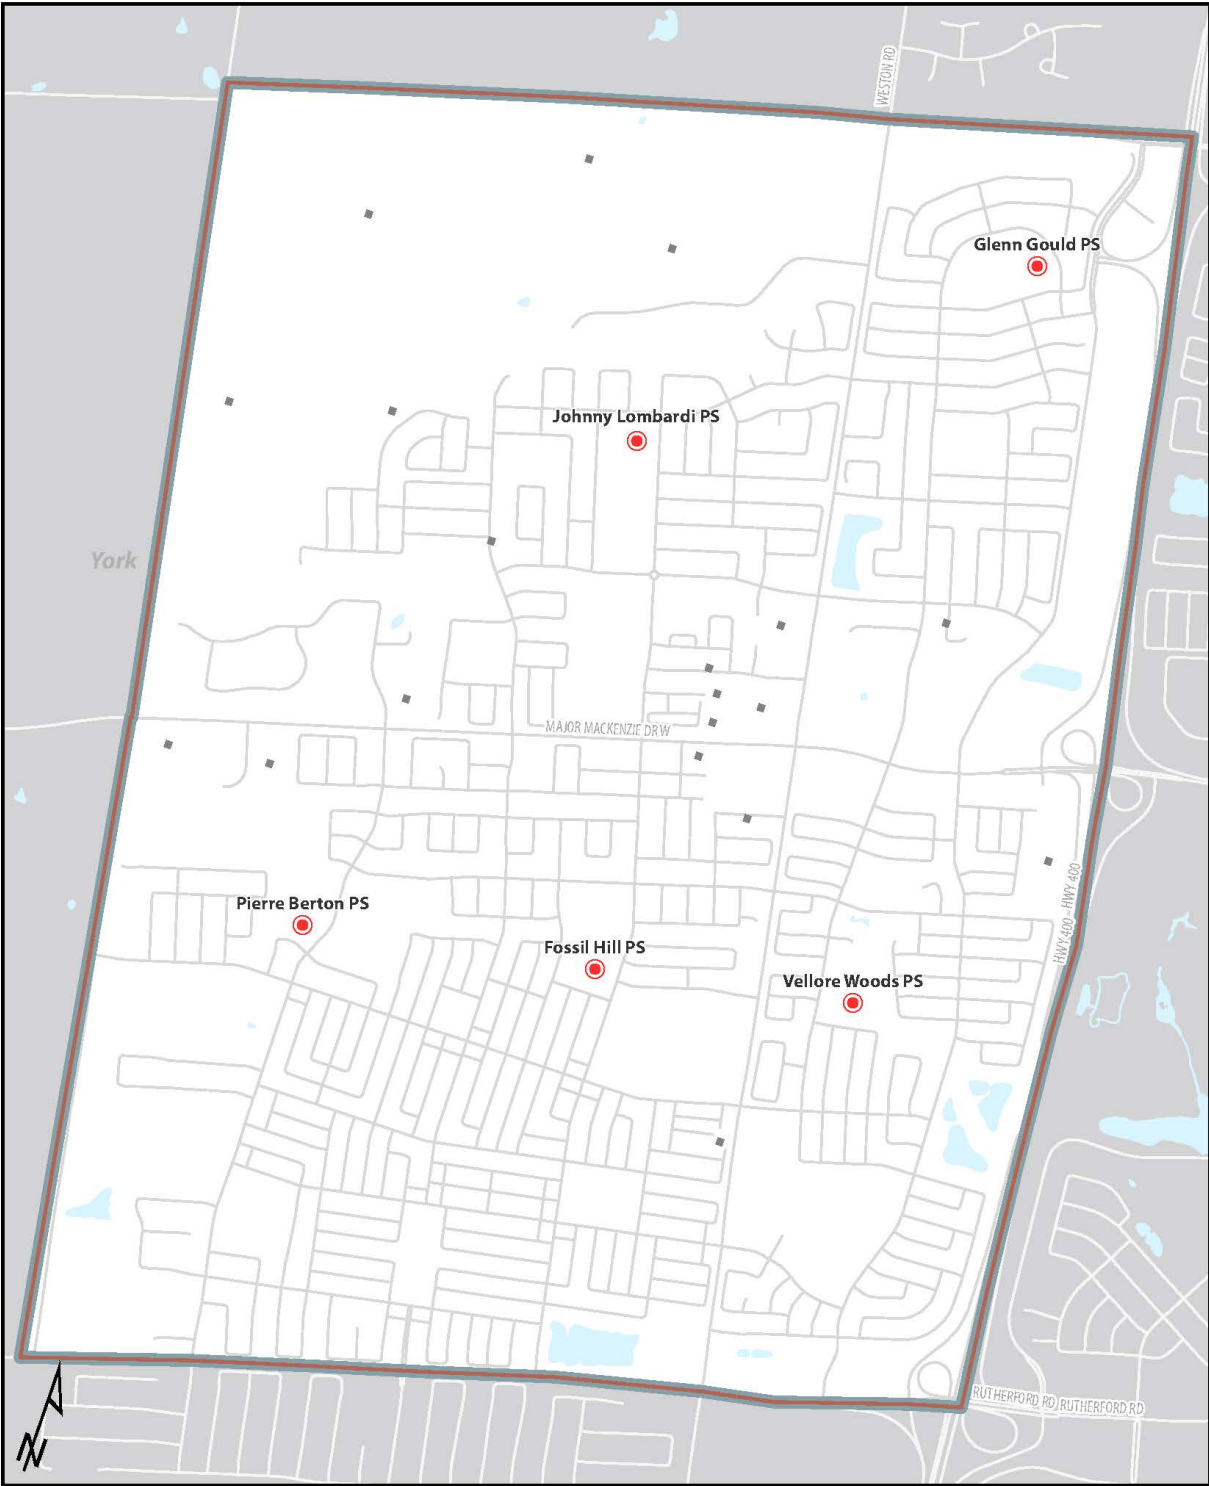 WESTON RD
Glenn Gould PS
Johnny Lombardi PS
York
MAJOR MACKENZIE DR W
HWY 400 - HWY 400
Pierre Berton PS
Fossil Hill PS
Vellore Woods PS
RUTHERFORD RD RUTHERFORD RD
N